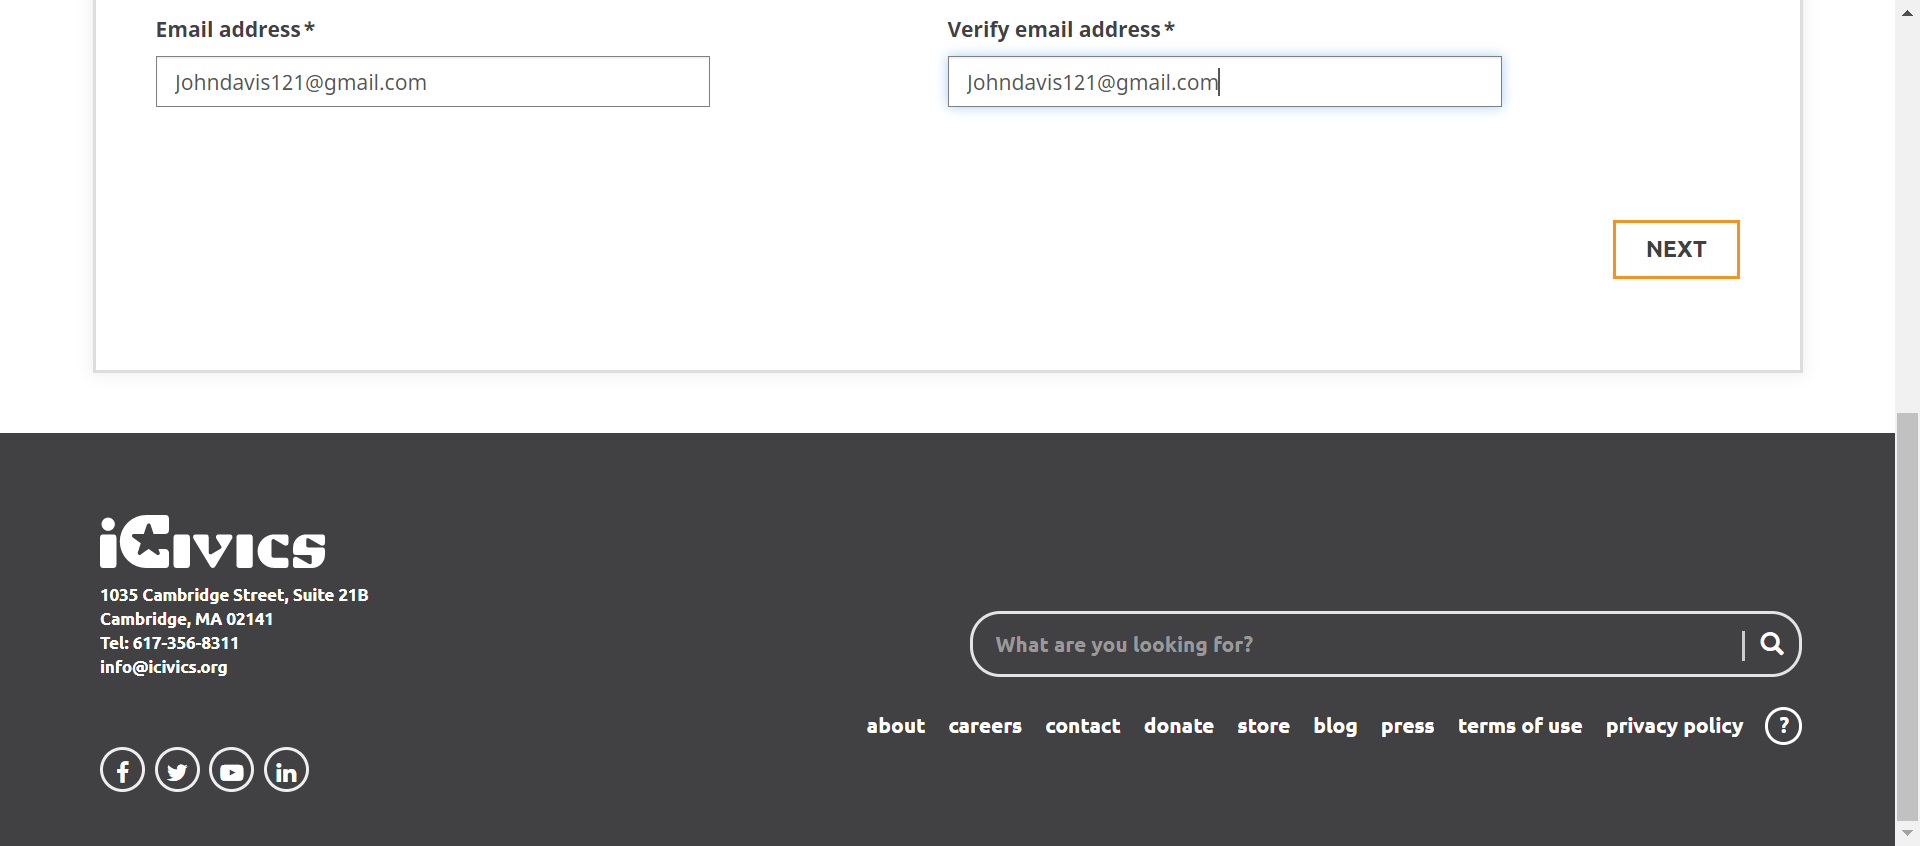 Email address*
Verify email address*
Johndavis121@gmail.com
Johndavis121@gmail.com
NEXT
iCivics
1035 Cambridge Street, Suite 21B
Cambridge, MA 02141
Tel: 617-356-8311
info@icivics.org
What are you looking for?
about careers contact donate store blog press terms of use privacy policy ?